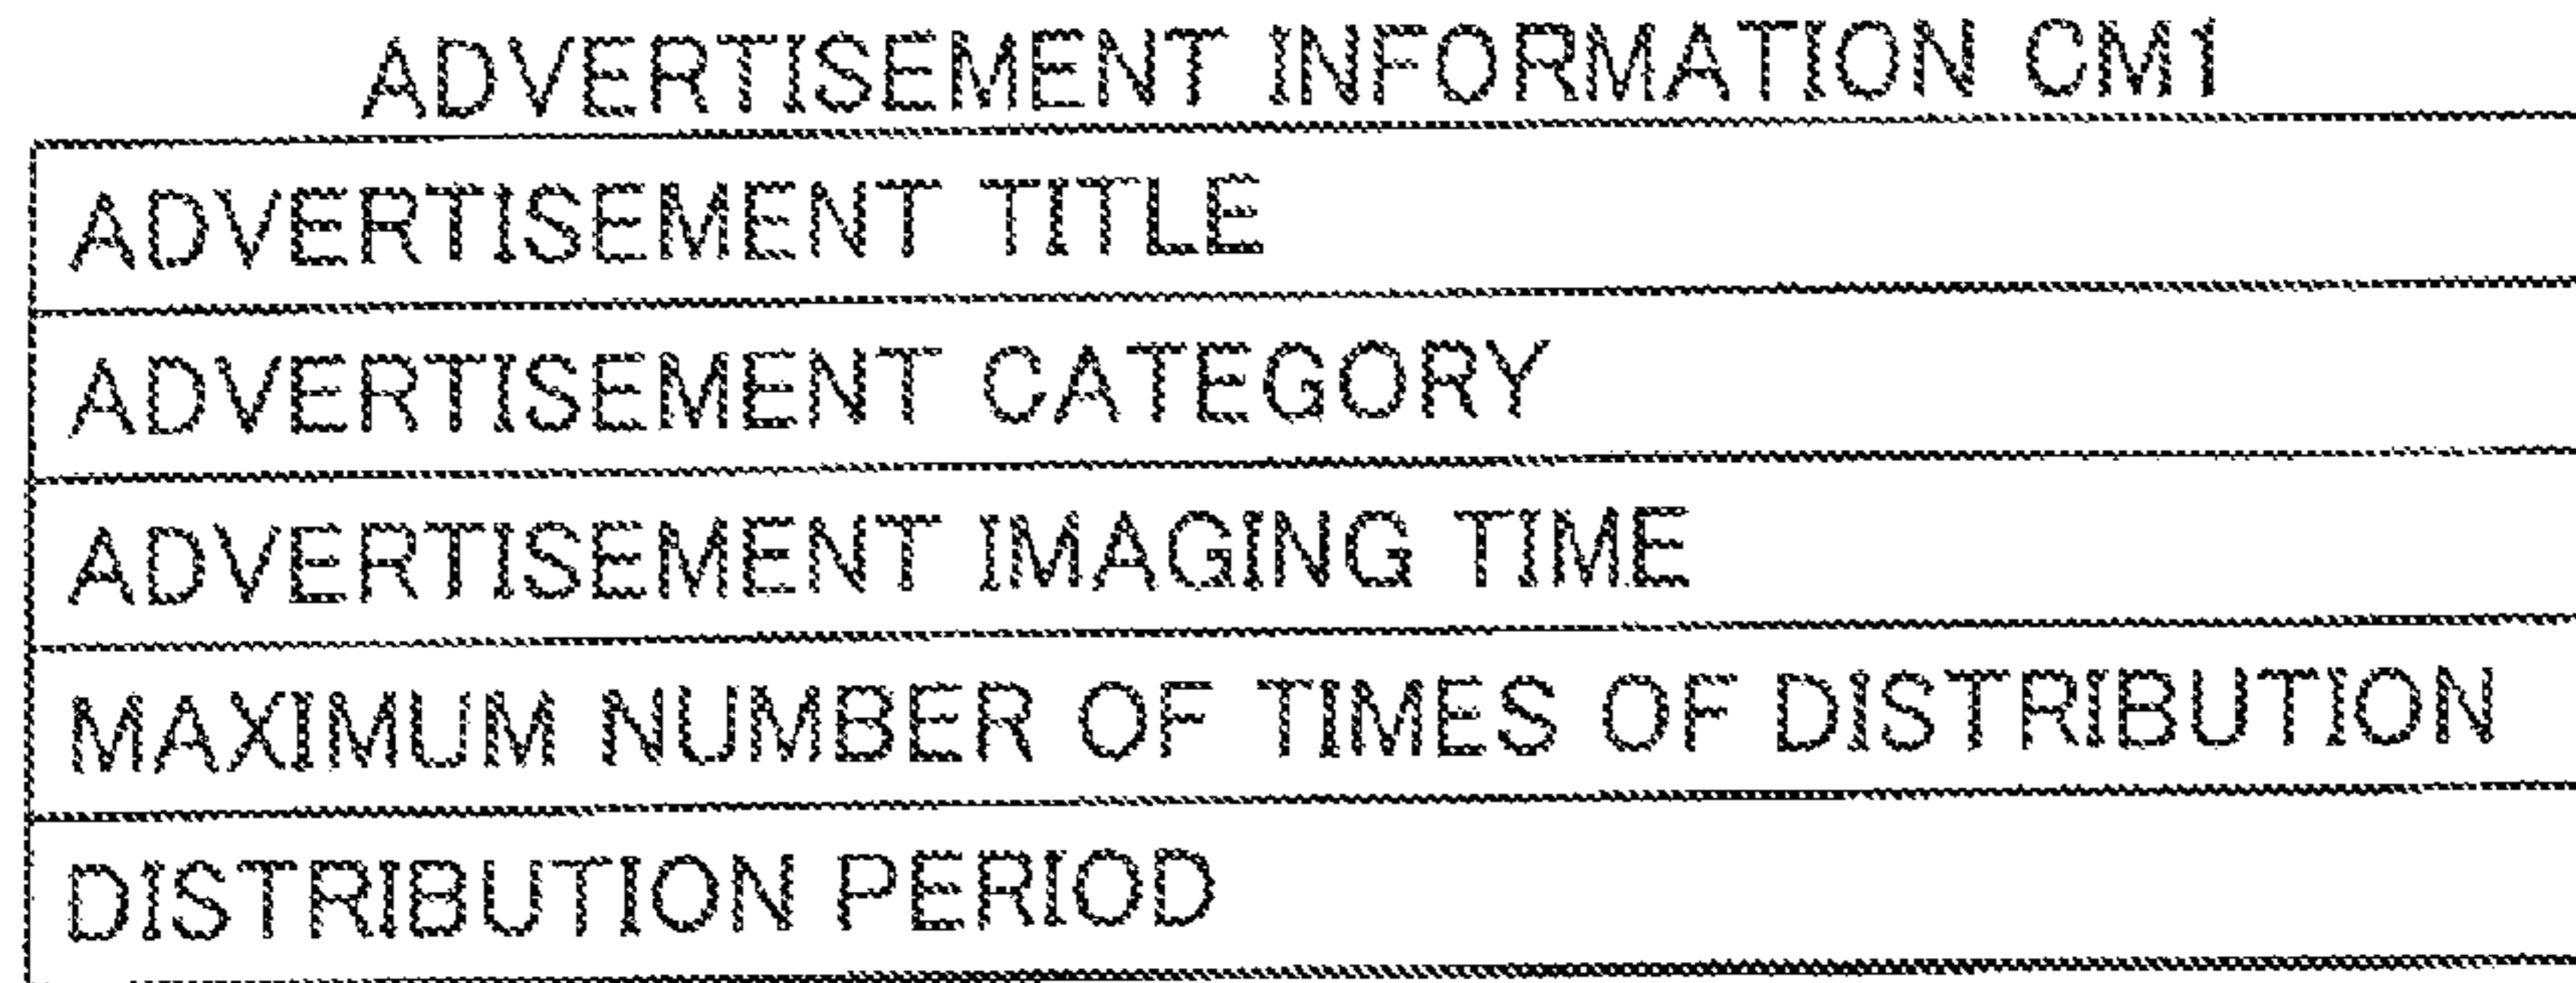 ADVERTISEMENT INFORMATION CM1
ADVERTISEMENT TITLE
ADVERTISEMENT CATEGORY
ADVERTISEMENT IMAGING TIME
MAXIMUM NUMBER OF TIMES OF DISTRIBUTION
DISTRIBUTION PERIOD